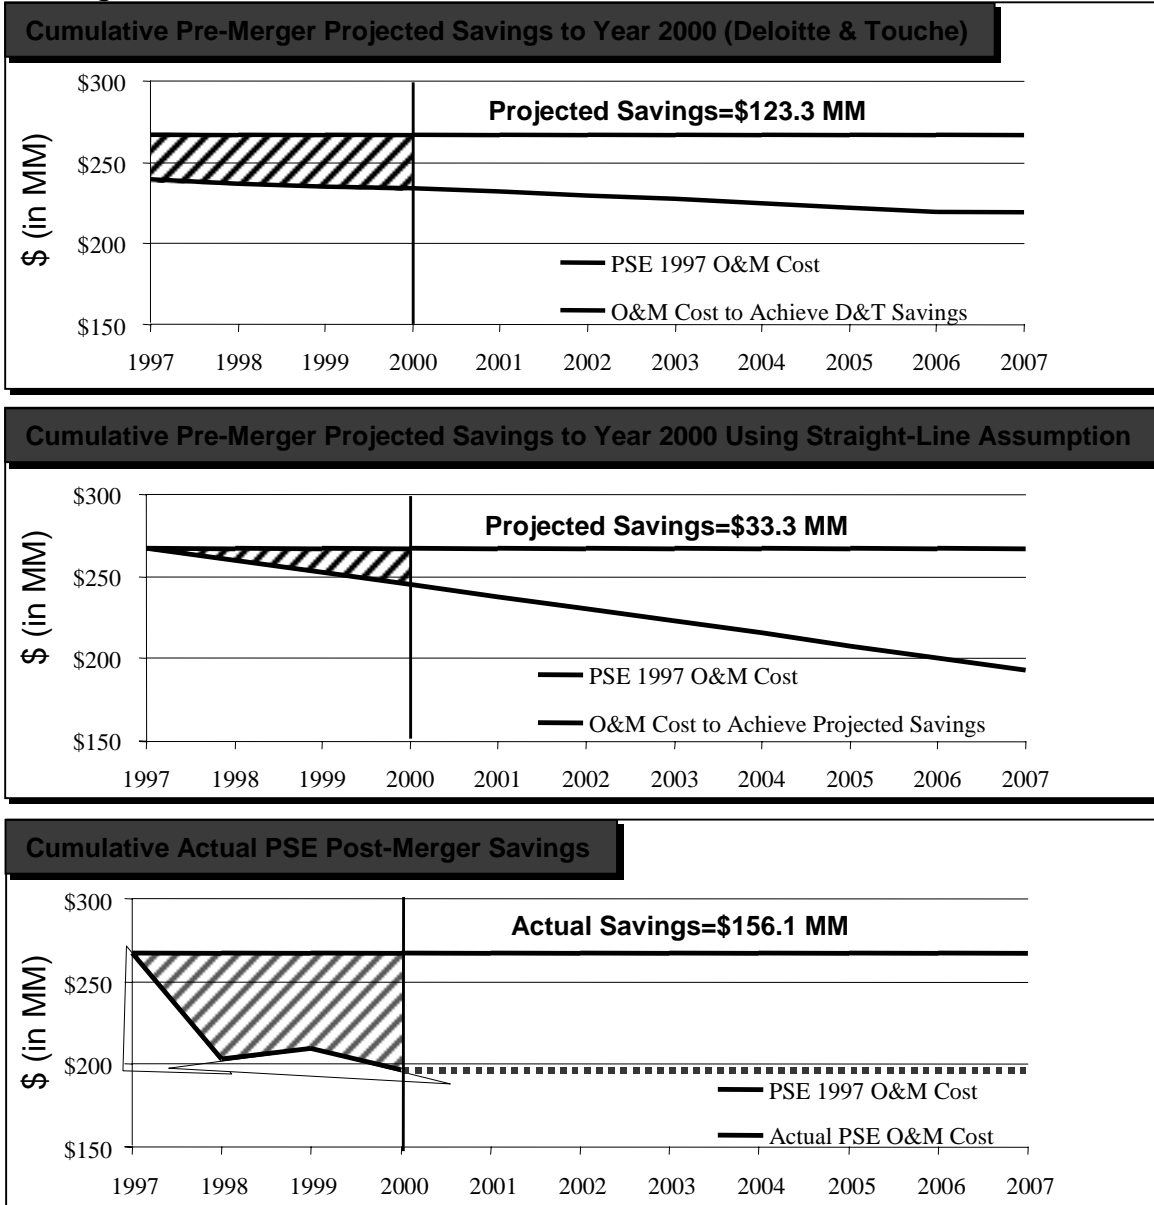 Cumulative Pre-Merger Projected Savings to Year 2000 (Deloitte & Touche)
$300
Projected Savings=$123.3 MM
$250
$ (in MM)
$200
PSE 1997 O&M Cost
O&M Cost to Achieve D&T Savings
$150
1997 1998 1999 2000 2001 2002 2003 2004 2005 2006 2007
Cumulative Pre-Merger Projected Savings to Year 2000 Using Straight-Line Assumption
$300
Projected Savings=$33.3 MM
$250
$ (in MM)
$200
PSE 1997 O&M Cost
O&M Cost to Achieve Projected Savings
$150
1997 1998 1999 2000 2001 2002 2003 2004 2005 2006 2007
Cumulative Actual PSE Post-Merger Savings
$300
Actual Savings=$156.1 MM
$250
$ (in MM)
$200
PSE 1997 O&M Cost
Actual PSE O&M Cost
$150
1997 1998 1999 2000 2001 2002 2003 2004 2005 2006 2007